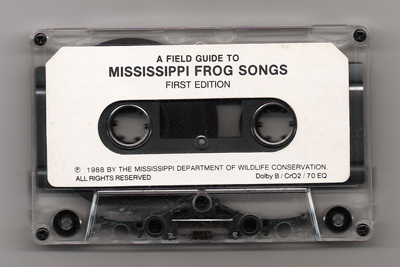 A FIELD GUIDE TO
MISSISSIPPI FROG SONGS
FIRST EDITION
℗ 1988 BY THE MISSISSIPPI DEPARTMENT OF WILDLIFE CONSERVATION.
ALL RIGHTS RESERVED
Dolby B / CrO2 / 70 EQ